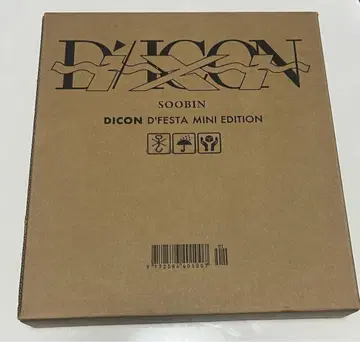 D'/ICON
SOOBIN
DICON D'FESTA MINI EDITION